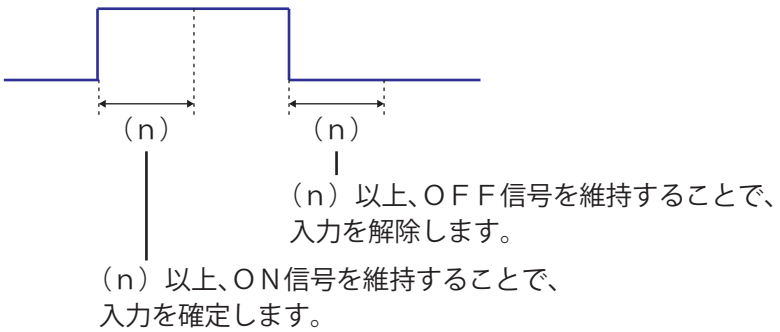 （ｎ）
（ｎ）
（ｎ）以上、ＯＦＦ信号を維持することで、
入力を解除します。
（ｎ）以上、ＯＮ信号を維持することで、
入力を確定します。